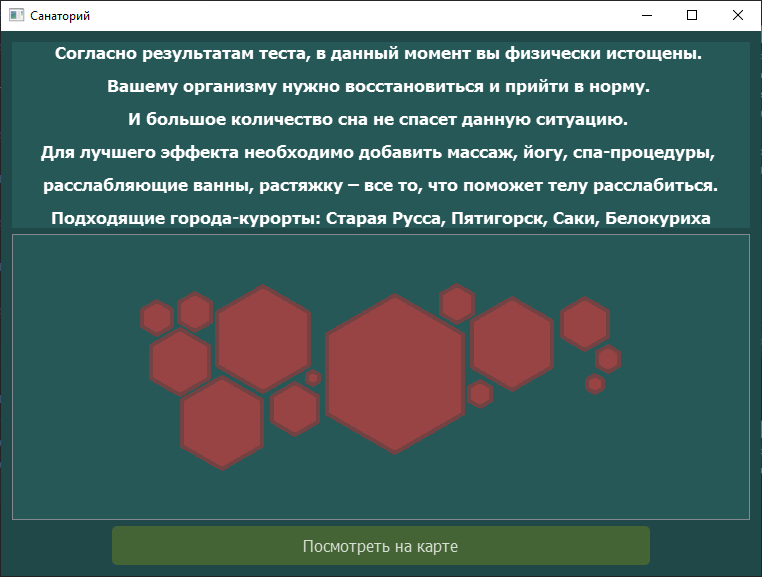 Санаторий
Согласно результатам теста, в данный момент вы физически истощены.
Вашему организму нужно восстановиться и прийти в норму.
И большое количество сна не спасет данную ситуацию.
Для лучшего эффекта необходимо добавить массаж, йогу, спа-процедуры,
расслабляющие ванны, растяжку – все то, что поможет телу расслабиться.
Подходящие города-курорты: Старая Русса, Пятигорск, Саки, Белокуриха
Посмотреть на карте